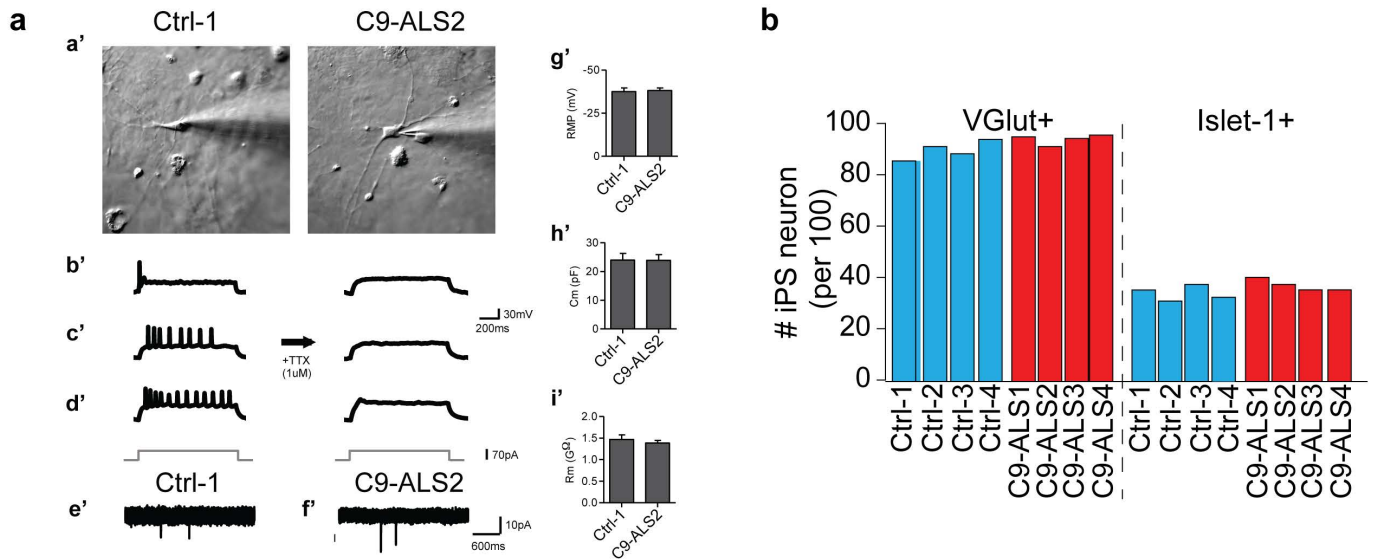 a
Ctrl-1
C9-ALS2
a’
b’
30mV
200ms
c’
+TTX
(1uM)
d’
70pA
Ctrl-1
C9-ALS2
e’
f’
10pA
600ms
g’
-50
-25
0
RMP (mV)
Ctrl-1
C9-ALS2
h’
30
20
10
0
Cm (pF)
Ctrl-1
C9-ALS2
i’
2.0
1.5
1.0
0.5
0.0
Rm (GΩ)
Ctrl-1
C9-ALS2
b
VGlut+
Islet-1+
# iPS neuron
(per 100)
100
80
60
40
20
0
Ctrl-1
Ctrl-2
Ctrl-3
Ctrl-4
C9-ALS1
C9-ALS2
C9-ALS3
C9-ALS4
Ctrl-1
Ctrl-2
Ctrl-3
Ctrl-4
C9-ALS1
C9-ALS2
C9-ALS3
C9-ALS4